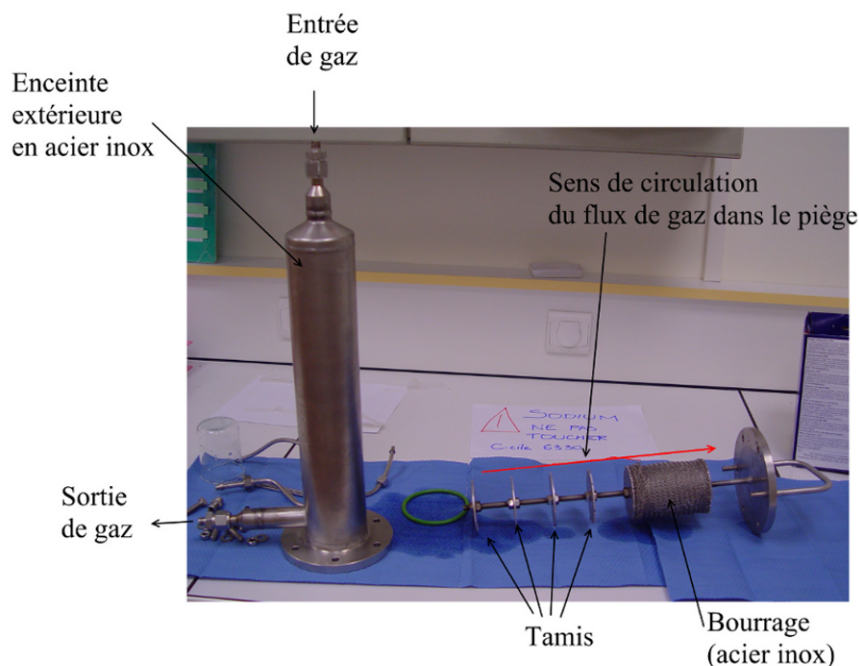 Entrée
de gaz
Enceinte
extérieure
en acier inox
Sens de circulation
du flux de gaz dans le piège
SODIUM
NE PAS
TOUCHER
Sortie
de gaz
Tamis
Bourrage
(acier inox)